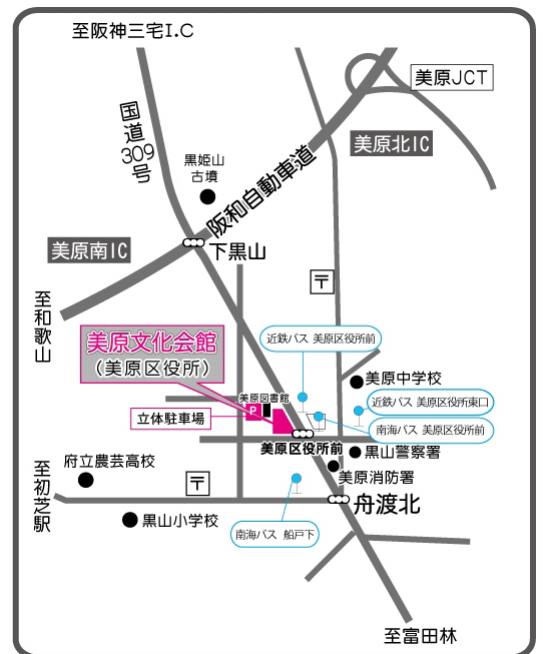 至阪神三宅I.C
美原JCT
国道309号
美原北IC
黒姫山
古墳
阪和自動車道
美原南IC
下黒山
至和歌山
〒
美原文化会館
(美原区役所)
近鉄バス 美原区役所前
美原中学校
美原図書館
近鉄バス 美原区役所東口
P
立体駐車場
南海バス 美原区役所前
美原区役所前
黒山警察署
府立農芸高校
美原消防署
至初芝駅
〒
舟渡北
黒山小学校
南海バス 船戸下
至富田林